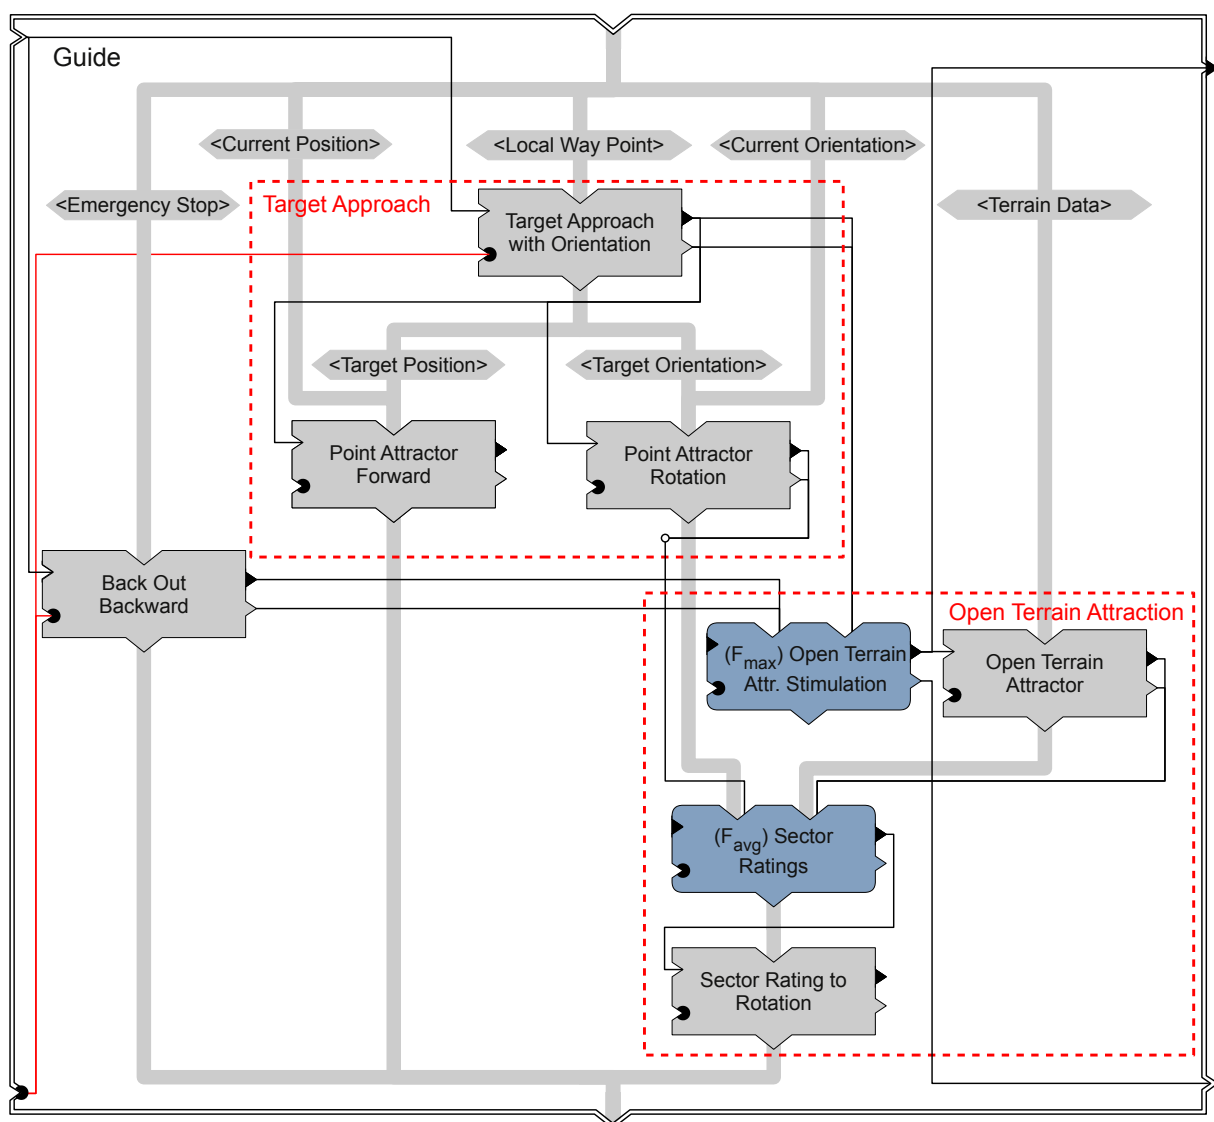 Guide
<Current Position>
<Local Way Point>
<Current Orientation>
<Emergency Stop>
Target Approach
<Terrain Data>
Target Approach
with Orientation
<Target Position>
<Target Orientation>
Point Attractor
Forward
Point Attractor
Rotation
Back Out
Backward
Open Terrain Attraction
(Fmax) Open Terrain
Attr. Stimulation
Open Terrain
Attractor
(Favg) Sector
Ratings
Sector Rating to
Rotation